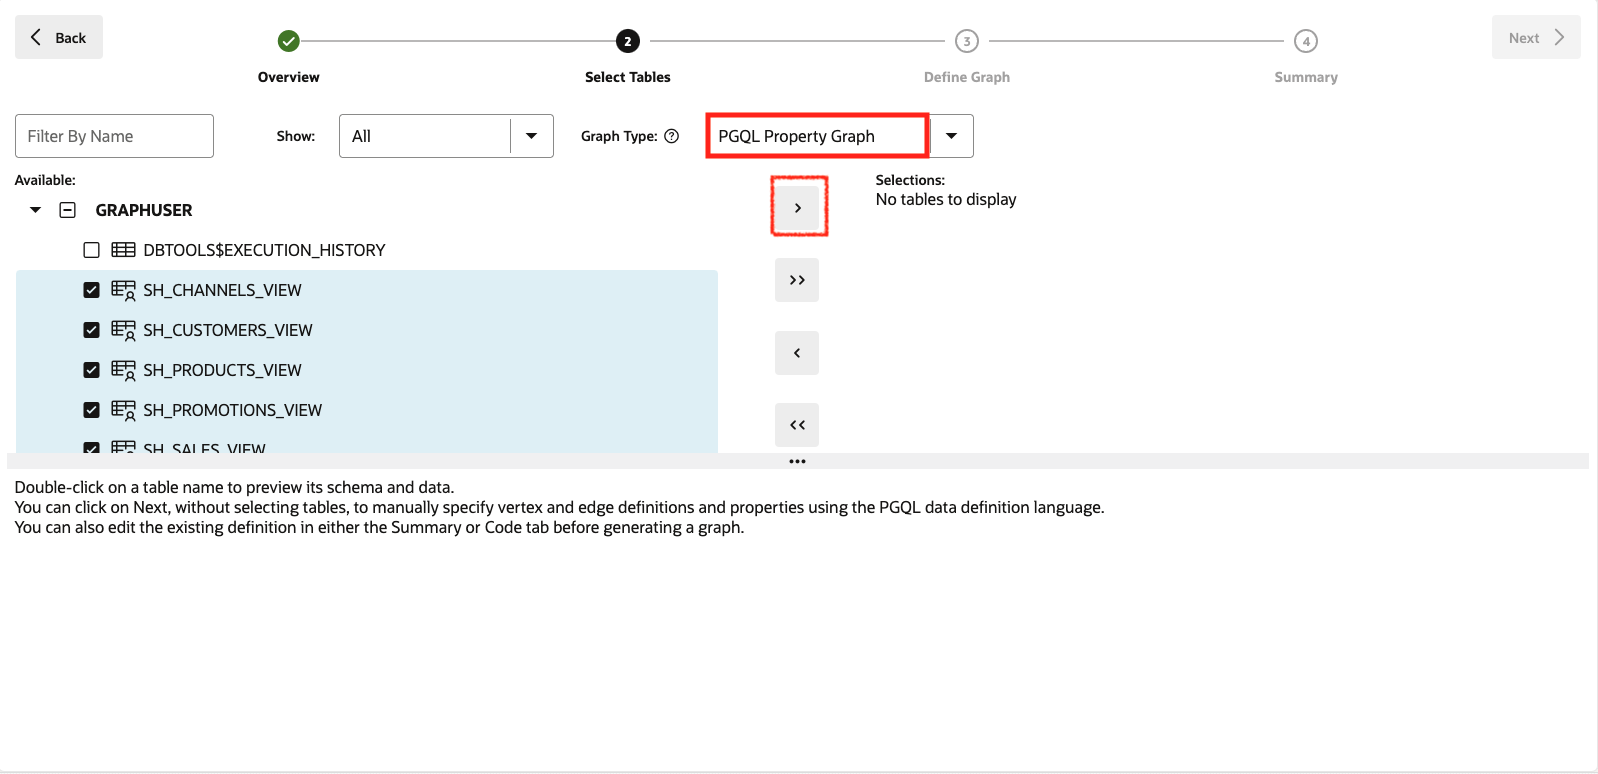 Back
2
3
4
Next
Overview
Select Tables
Define Graph
Summary
Filter By Name
Show:
All
Graph Type:
?
PGQL Property Graph
Available:
GRAPHUSER
DBTOOLS$EXECUTION_HISTORY
SH_CHANNELS_VIEW
SH_CUSTOMERS_VIEW
SH_PRODUCTS_VIEW
SH_PROMOTIONS_VIEW
SH_SALES_VIEW
>
>>
<
<<
Selections:
No tables to display
Double-click on a table name to preview its schema and data.
You can click on Next, without selecting tables, to manually specify vertex and edge definitions and properties using the PGQL data definition language.
You can also edit the existing definition in either the Summary or Code tab before generating a graph.